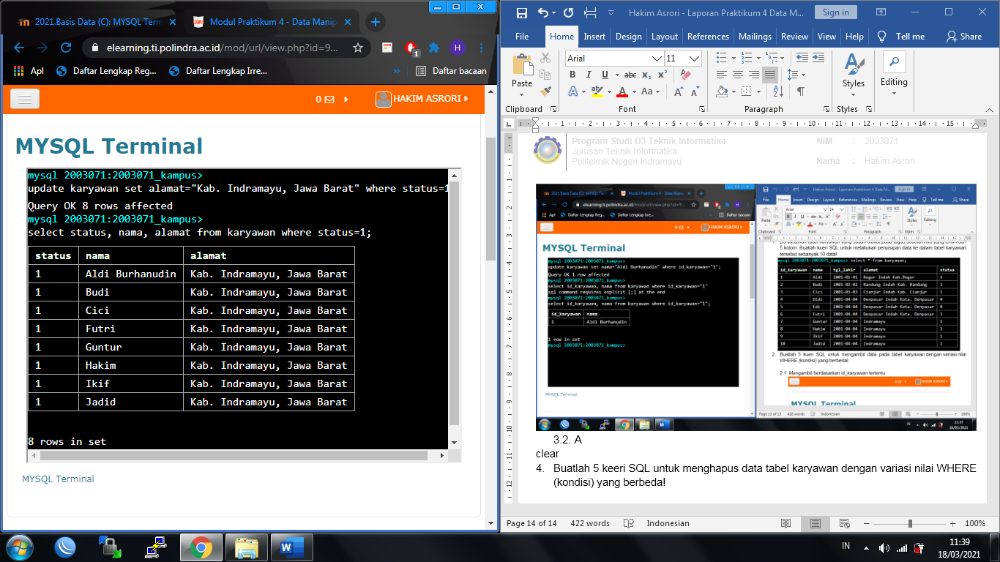 2021.Basis Data (C): MYSQL Term
Modul Praktikum 4 - Data Manip
elearning.ti.polindra.ac.id/mod/url/view.php?id=9...
1
H
Apl
Daftar Lengkap Reg...
Daftar Lengkap Irre...
»
Daftar bacaan
0
HAKIM ASRORI
MYSQL Terminal
mysql 2003071:2003071_kampus>
update karyawan set alamat="Kab. Indramayu, Jawa Barat" where status=1
Query OK 8 rows affected
mysql 2003071:2003071_kampus>
select status, nama, alamat from karyawan where status=1;
status nama alamat
1 Aldi Burhanudin Kab. Indramayu, Jawa Barat
1 Budi Kab. Indramayu, Jawa Barat
1 Cici Kab. Indramayu, Jawa Barat
1 Futri Kab. Indramayu, Jawa Barat
1 Guntur Kab. Indramayu, Jawa Barat
1 Hakim Kab. Indramayu, Jawa Barat
1 Ikif Kab. Indramayu, Jawa Barat
1 Jadid Kab. Indramayu, Jawa Barat
8 rows in set
MYSQL Terminal
Hakim Asrori - Laporan Praktikum 4 Data M...
Sign in
File Home Insert Design Layout References Mailings Review View Help Tell me Share
Arial 11
Paste
Styles
Editing
Clipboard Font Paragraph Styles
Program Studi D3 Teknik Informatika
Jurusan Teknik Informatika
Politeknik Negeri Indramayu
NIM : 2003071
Nama : Hakim Asrori
MYSQL Terminal
mysql 2003071:2003071_kampus>
update karyawan set nama="Aldi Burhanudin" where id_karyawan="1";
Query OK 1 row affected
mysql 2003071:2003071_kampus>
select id_karyawan, nama from karyawan where id_karyawan="1"
sql command requires explicit [;] at the end
mysql 2003071:2003071_kampus>
select id_karyawan, nama from karyawan where id_karyawan="1";
id_karyawan nama
1 Aldi Burhanudin
1 row in set
mysql 2003071:2003071_kampus>
MYSQL Terminal
5 kolom. Buatlah kueri SQL untuk melakukan penyisipan data ke dalam tabel karyawan
tersebut sebanyak 10 data!
mysql 2003071:2003071_kampus> select * from karyawan;
id_karyawan nama tgl_lahir alamat status
1 Aldi 2001-01-01 Bogor Indah Kab.Bogor 1
2 Budi 2001-02-02 Bandung Indah Kab. Bandung 1
3 Cici 2001-03-03 Cianjur Indah Kab. Cianjur 1
4 Didi 2001-04-04 Denpasar Indah Kota. Denpasar 0
5 Edi 2001-04-04 Denpasar Indah Kota. Denpasar 0
6 Futri 2001-04-04 Denpasar Indah Kota. Denpasar 1
7 Guntur 2001-04-04 Indramayu 1
8 Hakim 2001-04-04 Indramayu 1
9 Ikif 2001-04-04 Indramayu 1
10 Jadid 2001-04-04 Indramayu 1
2. Buatlah 5 kueri SQL untuk mengambil data pada tabel karyawan dengan variasi nilai
WHERE (kondisi) yang berbeda!
2.1. Mengambil berdasarkan id_karyawan tertentu
MYSQL Terminal
Page 11 of 13 418 words Indonesian 100%
11:37
18/03/2021
3.2. A
clear
4. Buatlah 5 keeri SQL untuk menghapus data tabel karyawan dengan variasi nilai WHERE
(kondisi) yang berbeda!
Page 14 of 14 422 words Indonesian 100%
IN
11:39
18/03/2021